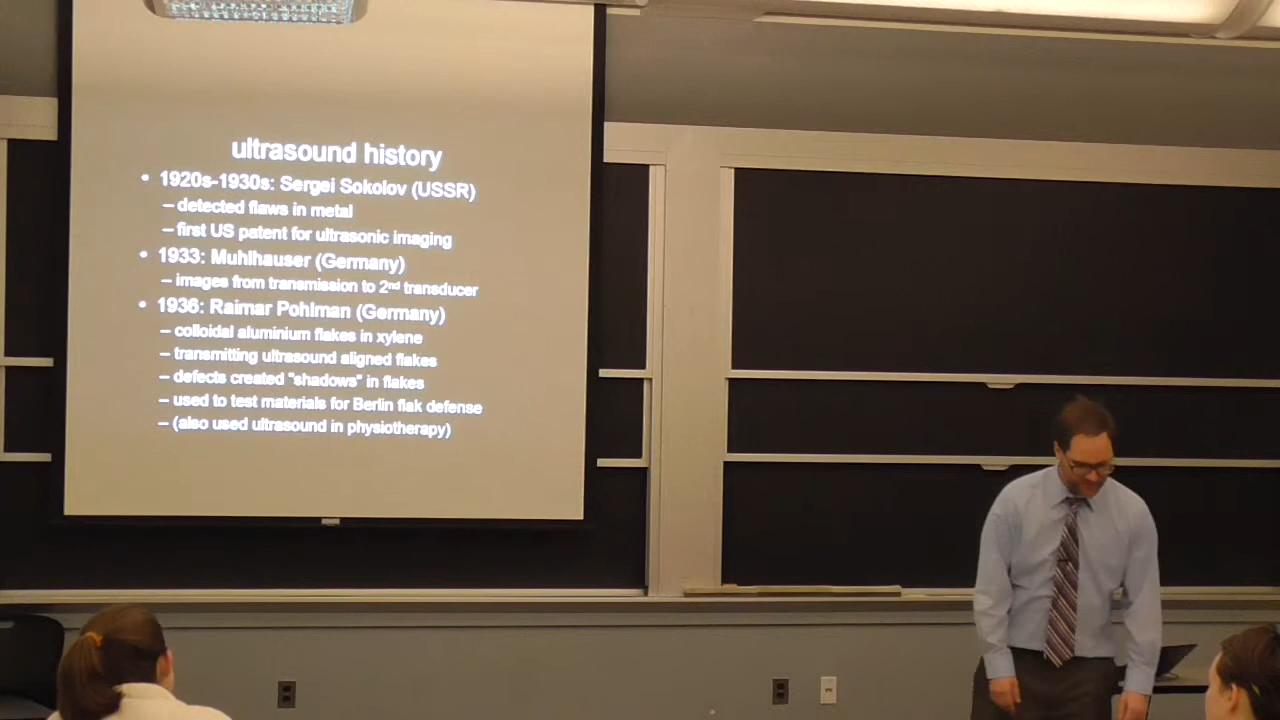 ultrasound history
• 1920s-1930s: Sergei Sokolov (USSR)
– detected flaws in metal
– first US patent for ultrasonic imaging
• 1933: Muhlhauser (Germany)
– images from transmission to 2nd transducer
• 1936: Raimar Pohlman (Germany)
– colloidal aluminium flakes in xylene
– transmitting ultrasound aligned flakes
– defects created "shadows" in flakes
– used to test materials for Berlin flak defense
– (also used ultrasound in physiotherapy)